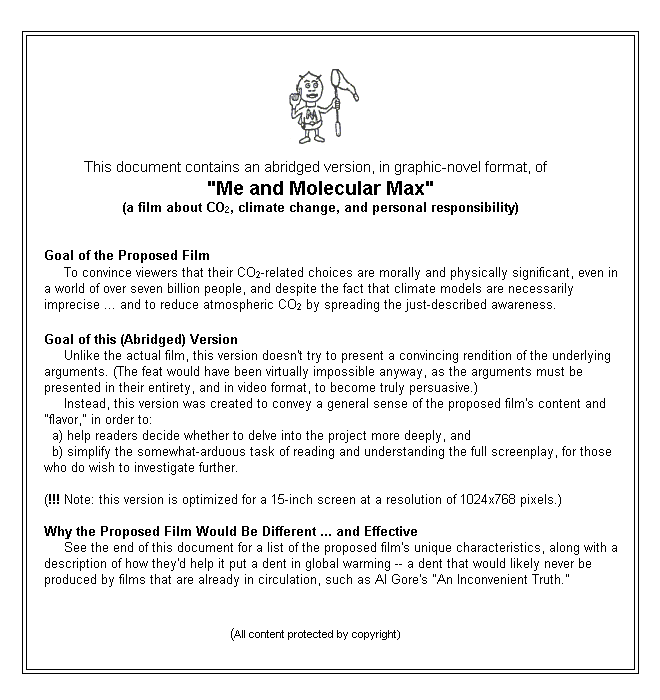 This document contains an abridged version, in graphic-novel format, of
"Me and Molecular Max"
(a film about CO₂, climate change, and personal responsibility)
Goal of the Proposed Film
To convince viewers that their CO₂-related choices are morally and physically significant, even in
a world of over seven billion people, and despite the fact that climate models are necessarily
imprecise ... and to reduce atmospheric CO₂ by spreading the just-described awareness.
Goal of this (Abridged) Version
Unlike the actual film, this version doesn't try to present a convincing rendition of the underlying
arguments. (The feat would have been virtually impossible anyway, as the arguments must be
presented in their entirety, and in video format, to become truly persuasive.)
Instead, this version was created to convey a general sense of the proposed film's content and
"flavor," in order to:
a) help readers decide whether to delve into the project more deeply, and
b) simplify the somewhat-arduous task of reading and understanding the full screenplay, for those
who do wish to investigate further.
(!!! Note: this version is optimized for a 15-inch screen at a resolution of 1024x768 pixels.)
Why the Proposed Film Would Be Different ... and Effective
See the end of this document for a list of the proposed film's unique characteristics, along with a
description of how they'd help it put a dent in global warming -- a dent that would likely never be
produced by films that are already in circulation, such as Al Gore's "An Inconvenient Truth."
(All content protected by copyright)